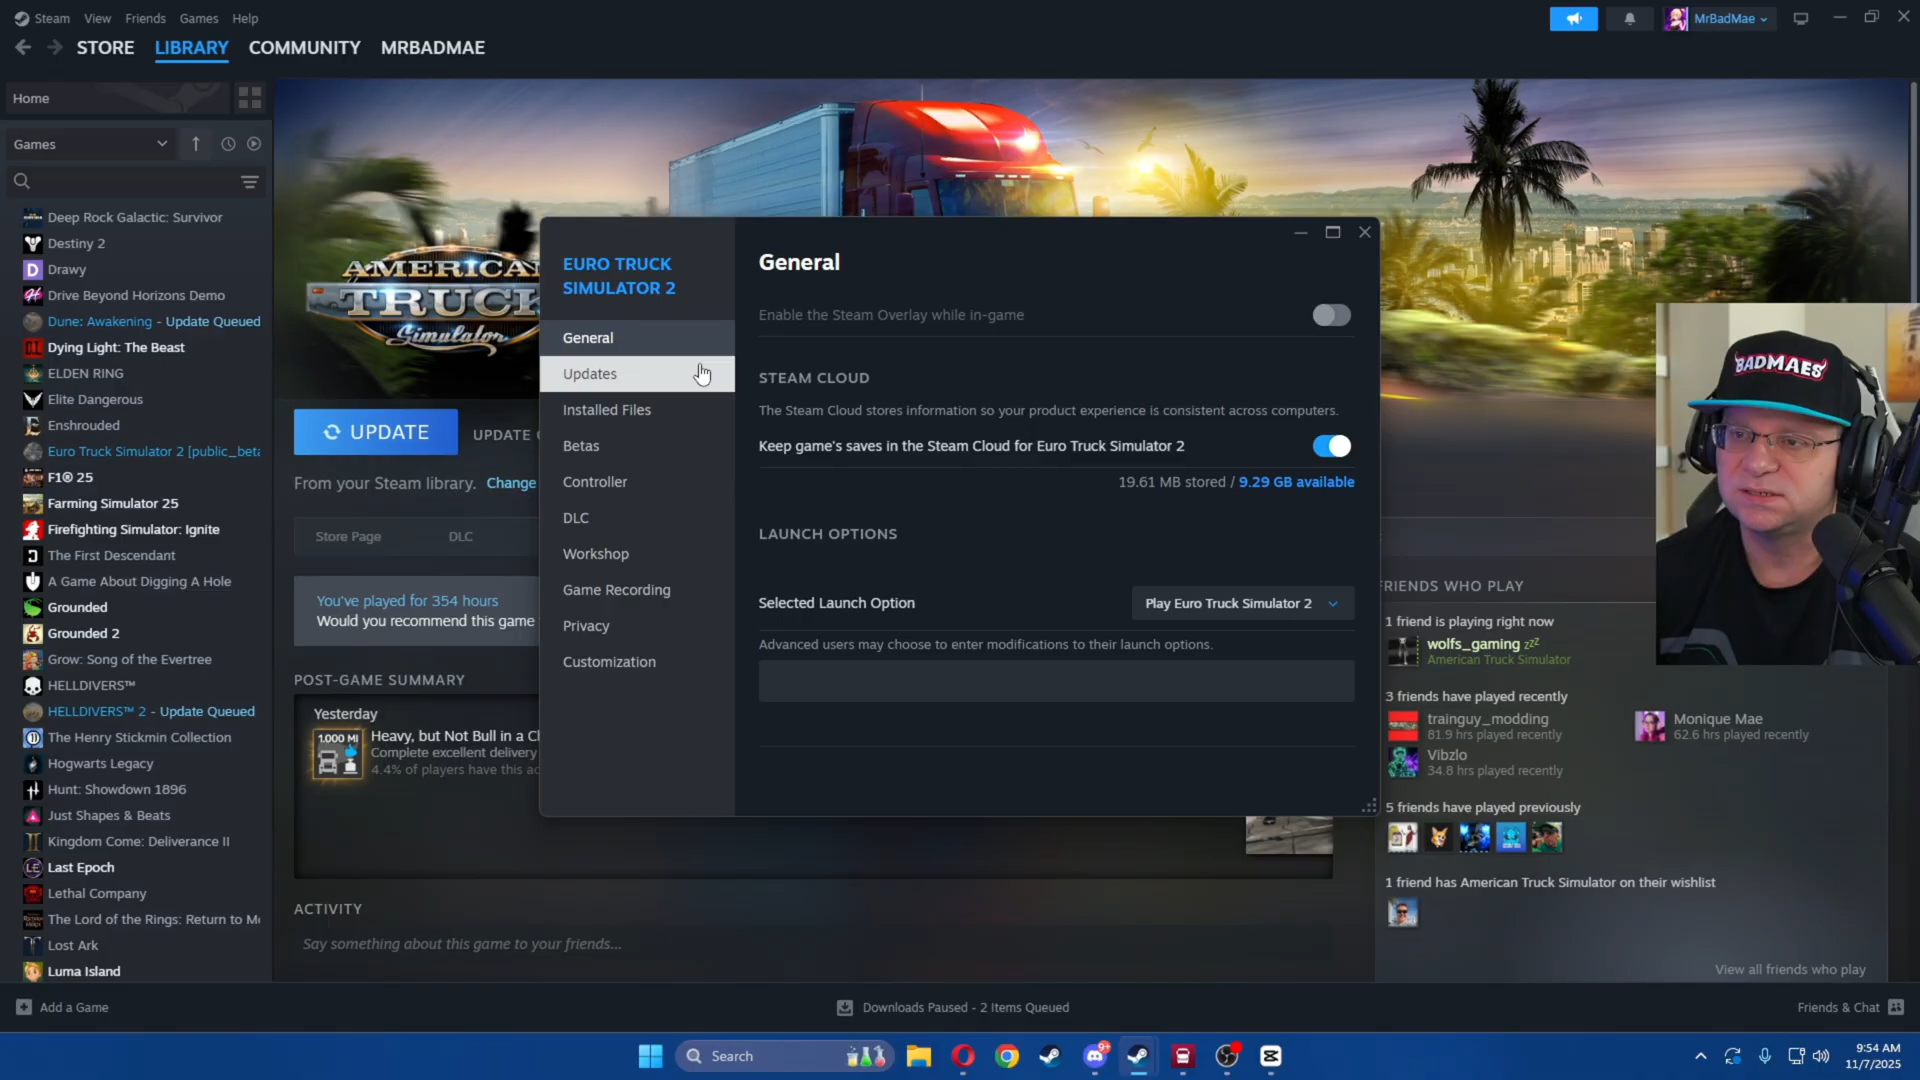 Steam View Friends Games Help
MrBadMae
STORE LIBRARY COMMUNITY MRBADMAE
Home
Games
Deep Rock Galactic: Survivor
Destiny 2
Drawy
Drive Beyond Horizons Demo
Dune: Awakening - Update Queued
Dying Light: The Beast
ELDEN RING
Elite Dangerous
Enshrouded
Euro Truck Simulator 2 [public_beta
F1® 25
Farming Simulator 25
Firefighting Simulator: Ignite
The First Descendant
A Game About Digging A Hole
Grounded
Grounded 2
Grow: Song of the Evertree
HELLDIVERS™
HELLDIVERS™ 2 - Update Queued
The Henry Stickmin Collection
Hogwarts Legacy
Hunt: Showdown 1896
Just Shapes & Beats
Kingdom Come: Deliverance II
Last Epoch
Lethal Company
The Lord of the Rings: Return to Mo
Lost Ark
Luma Island
AMERICA
TRUC
Simulator
UPDATE
UPDATE
From your Steam library. Change
Store Page DLC
You've played for 354 hours
Would you recommend this game
POST-GAME SUMMARY
Yesterday
1.000 MI
Heavy, but Not Bull in a C
Complete excellent delivery
4.4% of players have this a
ACTIVITY
Say something about this game to your friends...
EURO TRUCK
SIMULATOR 2
General
Updates
Installed Files
Betas
Controller
DLC
Workshop
Game Recording
Privacy
Customization
General
Enable the Steam Overlay while in-game
STEAM CLOUD
The Steam Cloud stores information so your product experience is consistent across computers.
Keep game's saves in the Steam Cloud for Euro Truck Simulator 2
19.61 MB stored / 9.29 GB available
LAUNCH OPTIONS
Selected Launch Option
Play Euro Truck Simulator 2
Advanced users may choose to enter modifications to their launch options.
BADMAES
FRIENDS WHO PLAY
1 friend is playing right now
wolfs_gaming zzz
American Truck Simulator
3 friends have played recently
trainguy_modding
81.9 hrs played recently
Monique Mae
62.6 hrs played recently
Vibzlo
34.8 hrs played recently
5 friends have played previously
1 friend has American Truck Simulator on their wishlist
View all friends who play
Add a Game
Downloads Paused - 2 Items Queued
Friends & Chat
Search
9+
9:54 AM
11/7/2025